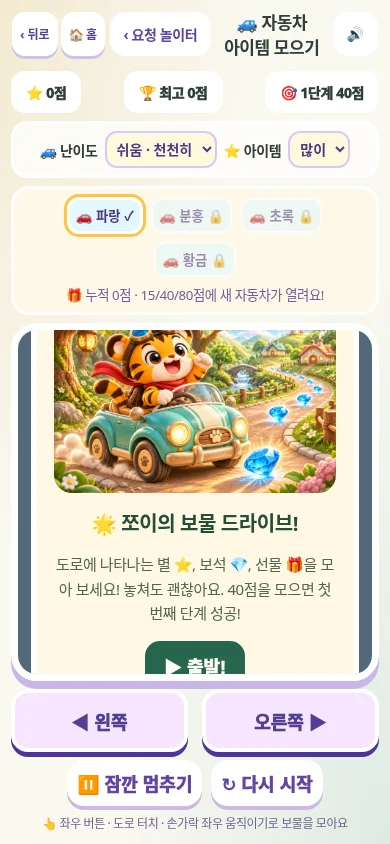 ‹ 뒤로
🏠 홈
‹ 요청 놀이터
🚙 자동차
아이템 모으기
🔊
⭐ 0점
🏆 최고 0점
🎯 1단계 40점
🚙 난이도
쉬움 · 천천히
⭐ 아이템
많이
🚗 파랑 ✓
🚗 분홍 🔒
🚗 초록 🔒
🚗 황금 🔒
🎁 누적 0점 · 15/40/80점에 새 자동차가 열려요!
🌟 쪼이의 보물 드라이브!
도로에 나타나는 별 ⭐, 보석 💎, 선물 🎁을 모
아 보세요! 놓쳐도 괜찮아요. 40점을 모으면 첫
번째 단계 성공!
▶ 출발!
◀ 왼쪽
오른쪽 ▶
⏸️ 잠깐 멈추기
↻ 다시 시작
👆 좌우 버튼 · 도로 터치 · 손가락 좌우 움직이기로 보물을 모아요